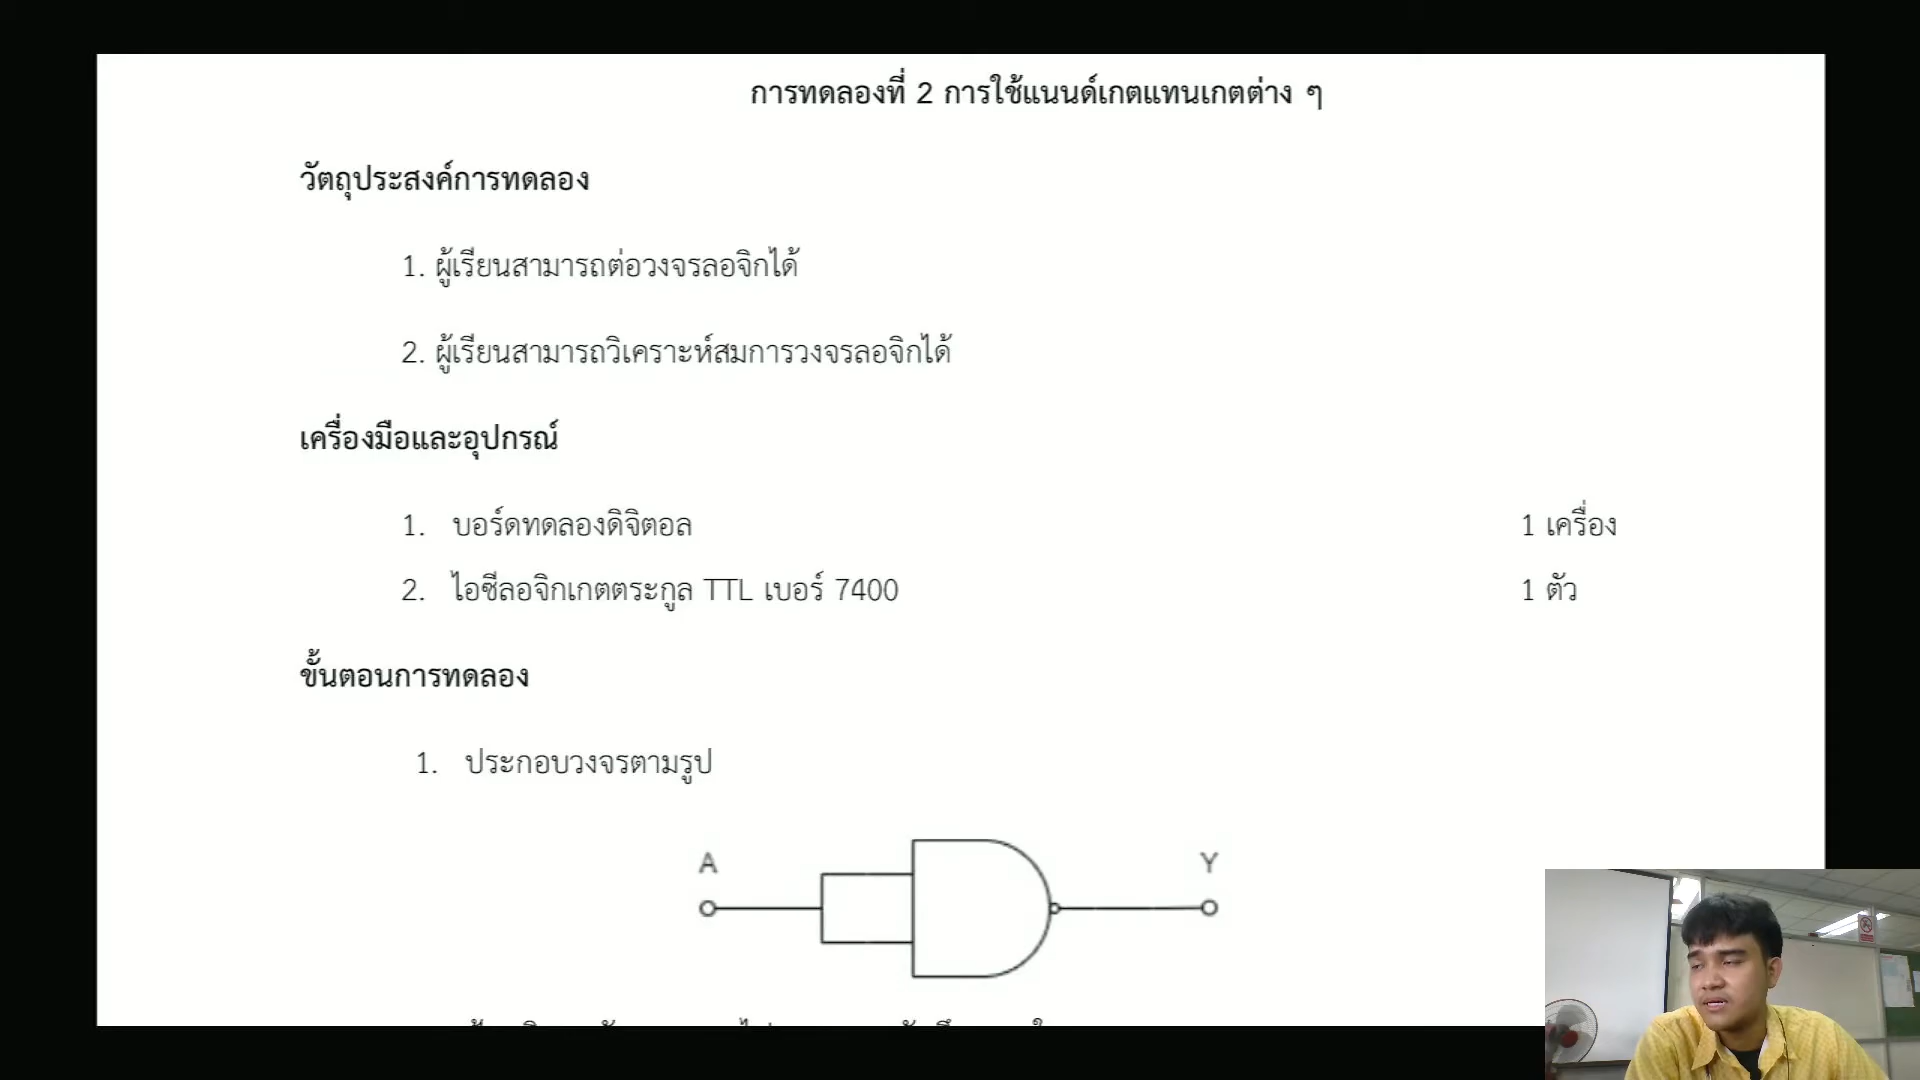 การทดลองที่ 2 การใช้แนนด์เกตแทนเกตต่าง ๆ
วัตถุประสงค์การทดลอง
1. ผู้เรียนสามารถต่อวงจรลอจิกได้
2. ผู้เรียนสามารถวิเคราะห์สมการวงจรลอจิกได้
เครื่องมือและอุปกรณ์
1. บอร์ดทดลองดิจิตอล 1 เครื่อง
2. ไอซีลอจิกเกตตระกูล TTL เบอร์ 7400 1 ตัว
ขั้นตอนการทดลอง
1. ประกอบวงจรตามรูป
A Y